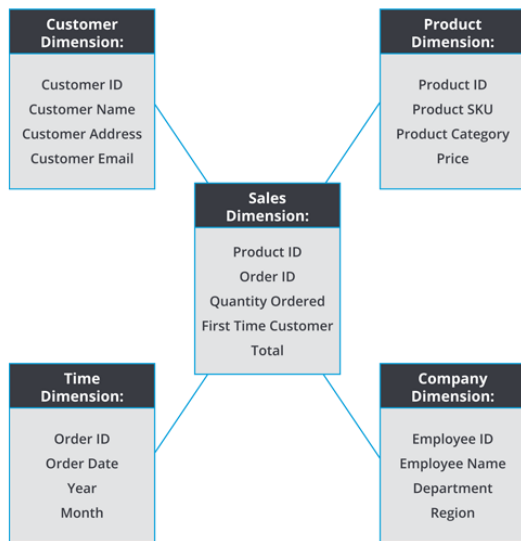 Customer
Dimension:
Customer ID
Customer Name
Customer Address
Customer Email
Product
Dimension:
Product ID
Product SKU
Product Category
Price
Sales
Dimension:
Product ID
Order ID
Quantity Ordered
First Time Customer
Total
Time
Dimension:
Order ID
Order Date
Year
Month
Company
Dimension:
Employee ID
Employee Name
Department
Region